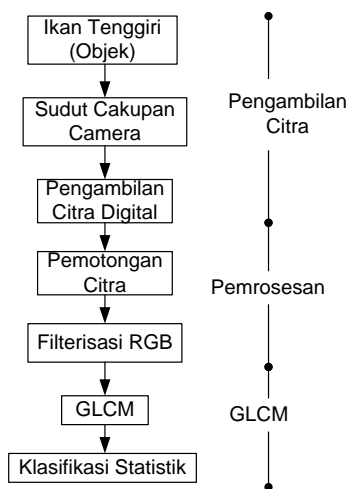 Ikan Tenggiri
(Objek)
Sudut Cakupan
Camera
Pengambilan
Citra Digital
Pemotongan
Citra
Filterisasi RGB
GLCM
Klasifikasi Statistik
Pengambilan
Citra
Pemrosesan
GLCM